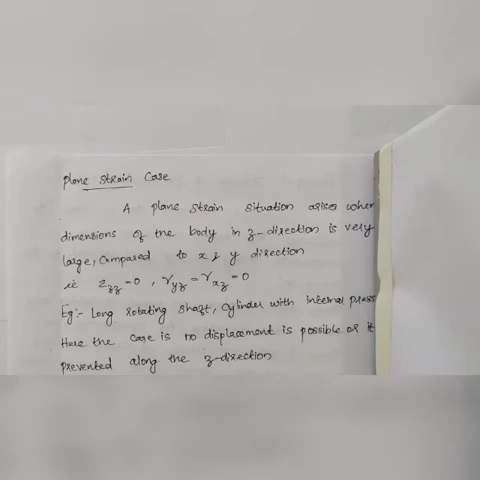 Plane Strain Case
A plane strain situation arises when
dimensions of the body in z-direction is very
large, compared to x & y direction
ie εzz=0, γyz=γxz=0
Eg:- Long rotating shaft, Cylinder with internal press
Here the case is no displacement is possible or it
prevented along the z-direction